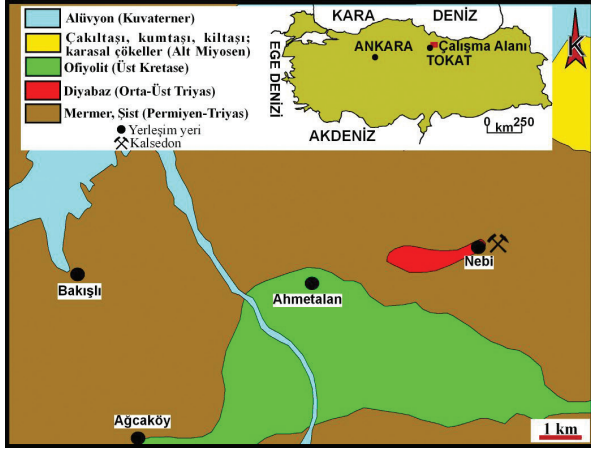 Alüvyon (Kuvaterner)
Çakıltaşı, kumtaşı, kiltaşı;
karasal çökeller (Alt Miyosen)
Ofiyolit (Üst Kretase)
Diyabaz (Orta-Üst Triyas)
Mermer, Şist (Permiyen-Triyas)
Yerleşim yeri
Kalsedon
KARA DENİZ
EGE DENİZİ
ANKARA
Çalışma Alanı
TOKAT
AKDENİZ
0 km 250
K
Nebi
Bakışlı
Ahmetalan
Ağcaköy
1 km